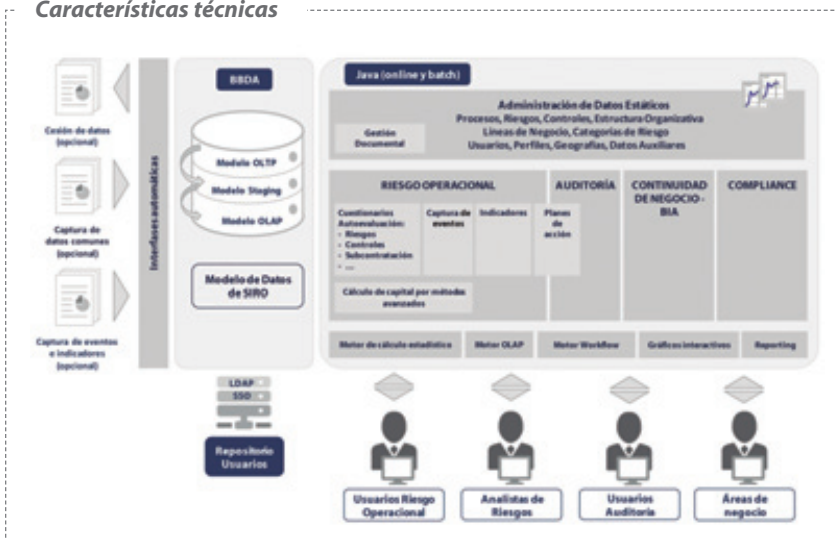 Características técnicas
Cesión de datos
(opcional)
Captura de
datos comunes
(opcional)
Captura de eventos
e indicadores
(opcional)
Interfases automáticas
BBDA
Modelo OLTP
Modelo Staging
Modelo OLAP
Modelo de Datos
de SIRO
LDAP
SSO
Repositorio
Usuarios
Java (online y batch)
Administración de Datos Estáticos
Procesos, Riesgos, Controles, Estructura Organizativa
Líneas de Negocio, Categorías de Riesgo
Usuarios, Perfiles, Geografías, Datos Auxiliares
Gestión
Documental
RIESGO OPERACIONAL
Cuestionarios
Autoevaluación:
- Riesgos
- Controles
- Subcontratación
- ...
Captura de
eventos
Indicadores
Planes
de
acción
Cálculo de capital por métodos
avanzados
AUDITORÍA
CONTINUIDAD
DE NEGOCIO -
BIA
COMPLIANCE
Motor de cálculo estadístico
Motor OLAP
Motor Workflow
Gráficos interactivos
Reporting
Usuarios Riesgo
Operacional
Analistas de
Riesgos
Usuarios
Auditoría
Áreas de
negocio